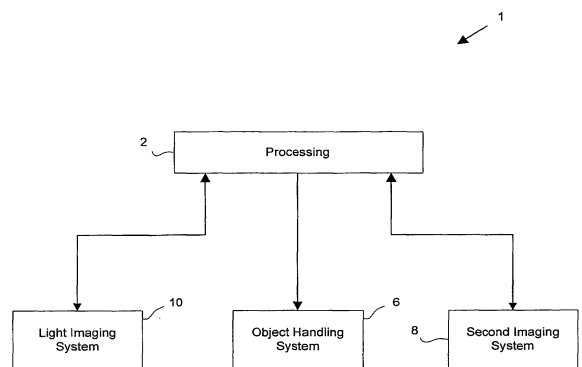 1
2
Processing
10
Light Imaging
System
6
Object Handling
System
8
Second Imaging
System